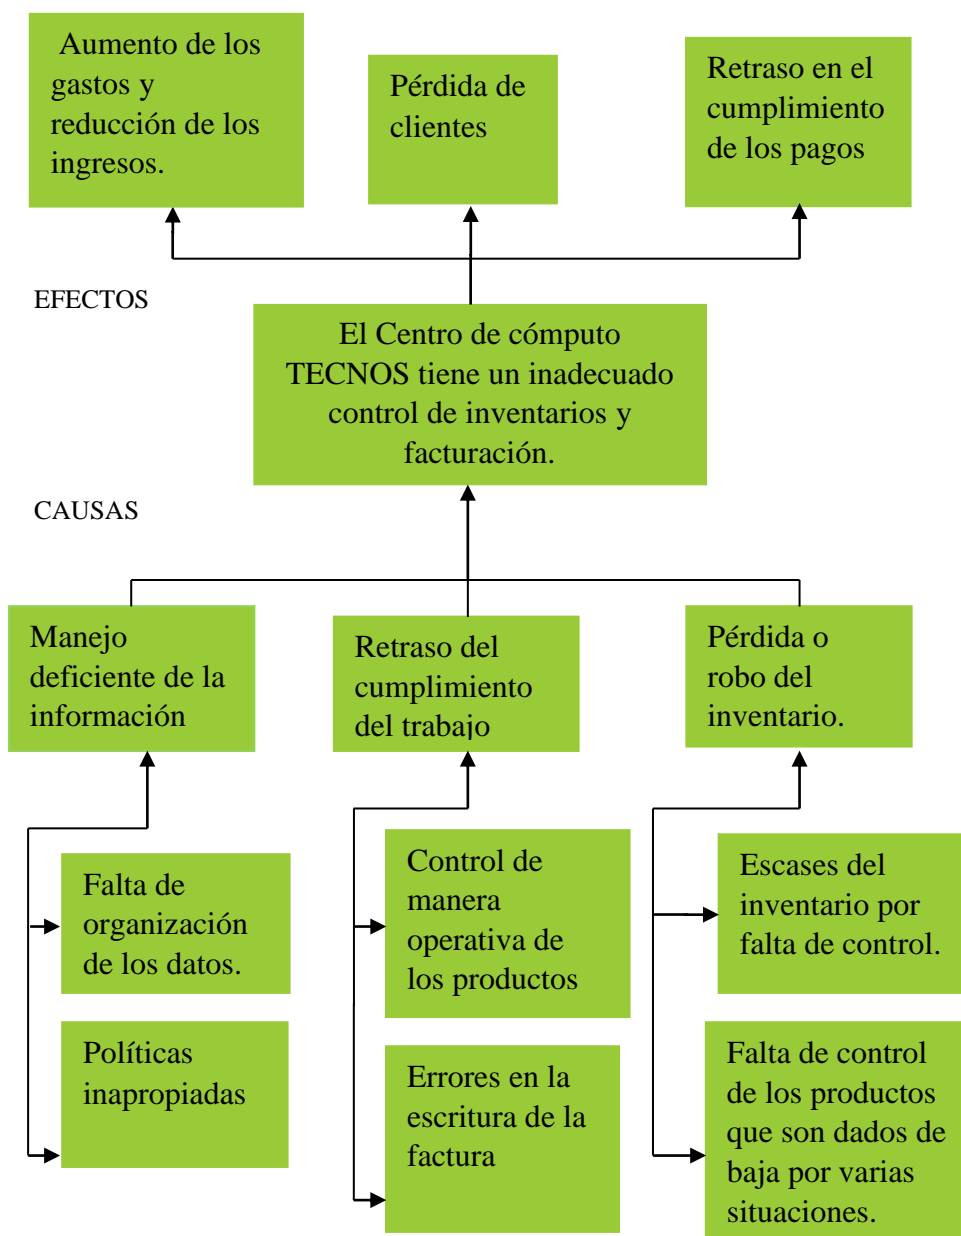 Aumento de los
gastos y
reducción de los
ingresos.
Pérdida de
clientes
Retraso en el
cumplimiento
de los pagos
EFECTOS
El Centro de cómputo
TECNOS tiene un inadecuado
control de inventarios y
facturación.
CAUSAS
Manejo
deficiente de la
información
Retraso del
cumplimiento
del trabajo
Pérdida o
robo del
inventario.
Falta de
organización
de los datos.
Control de
manera
operativa de
los productos
Escases del
inventario por
falta de control.
Políticas
inapropiadas
Errores en la
escritura de la
factura
Falta de control
de los productos
que son dados de
baja por varias
situaciones.